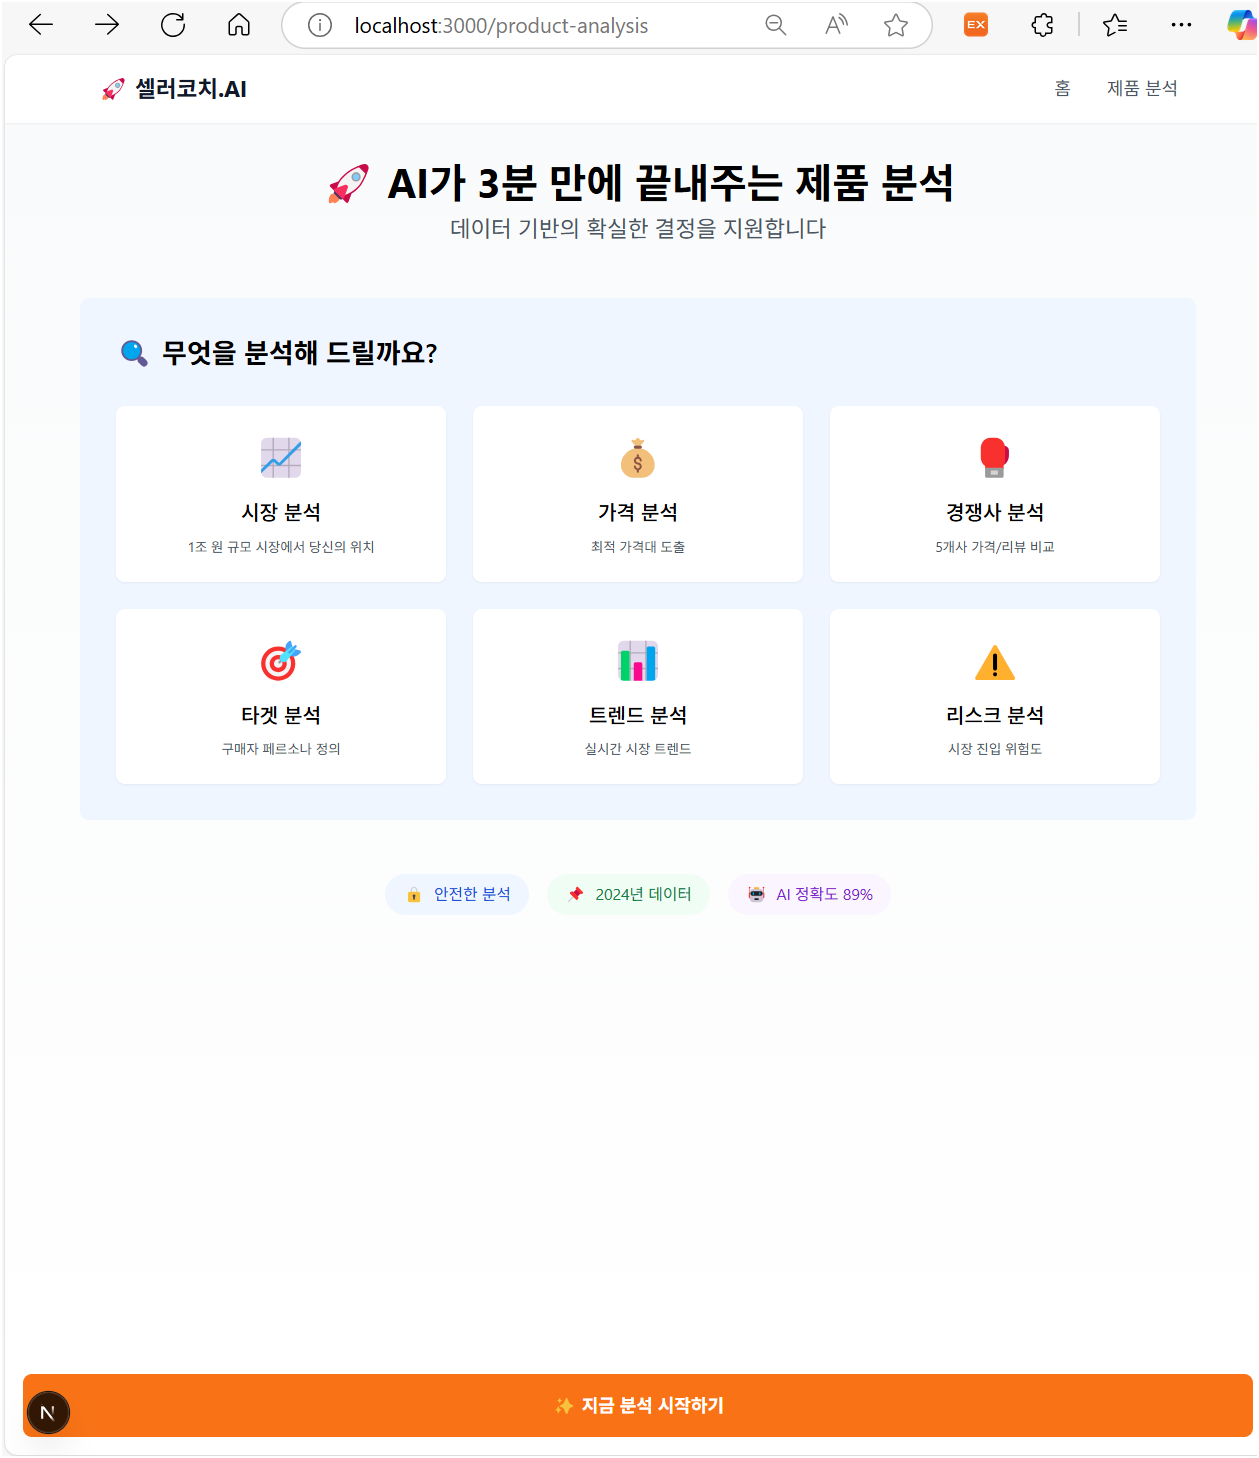 localhost:3000/product-analysis
EX
셀러코치.AI
홈
제품 분석
AI가 3분 만에 끝내주는 제품 분석
데이터 기반의 확실한 결정을 지원합니다
무엇을 분석해 드릴까요?
시장 분석
1조 원 규모 시장에서 당신의 위치
가격 분석
최적 가격대 도출
경쟁사 분석
5개사 가격/리뷰 비교
타겟 분석
구매자 페르소나 정의
트렌드 분석
실시간 시장 트렌드
리스크 분석
시장 진입 위험도
안전한 분석
2024년 데이터
AI 정확도 89%
✨ 지금 분석 시작하기
N